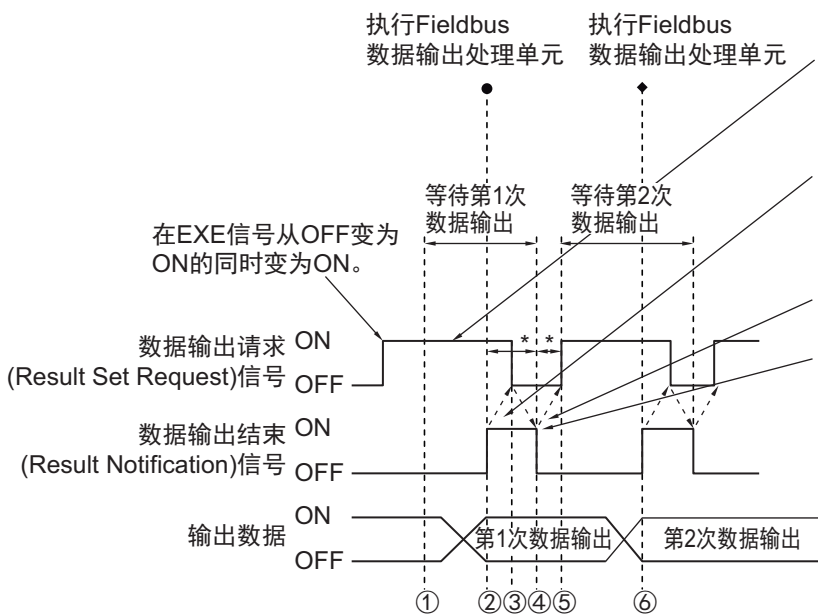 执行Fieldbus
数据输出处理单元
执行Fieldbus
数据输出处理单元
等待第1次
数据输出
等待第2次
数据输出
在EXE信号从OFF变为
ON的同时变为ON。
数据输出请求
(Result Set Request)信号
ON
OFF
* *
数据输出结束
(Result Notification)信号
ON
OFF
输出数据
ON
OFF
第1次数据输出
第2次数据输出
① ② ③ ④ ⑤ ⑥